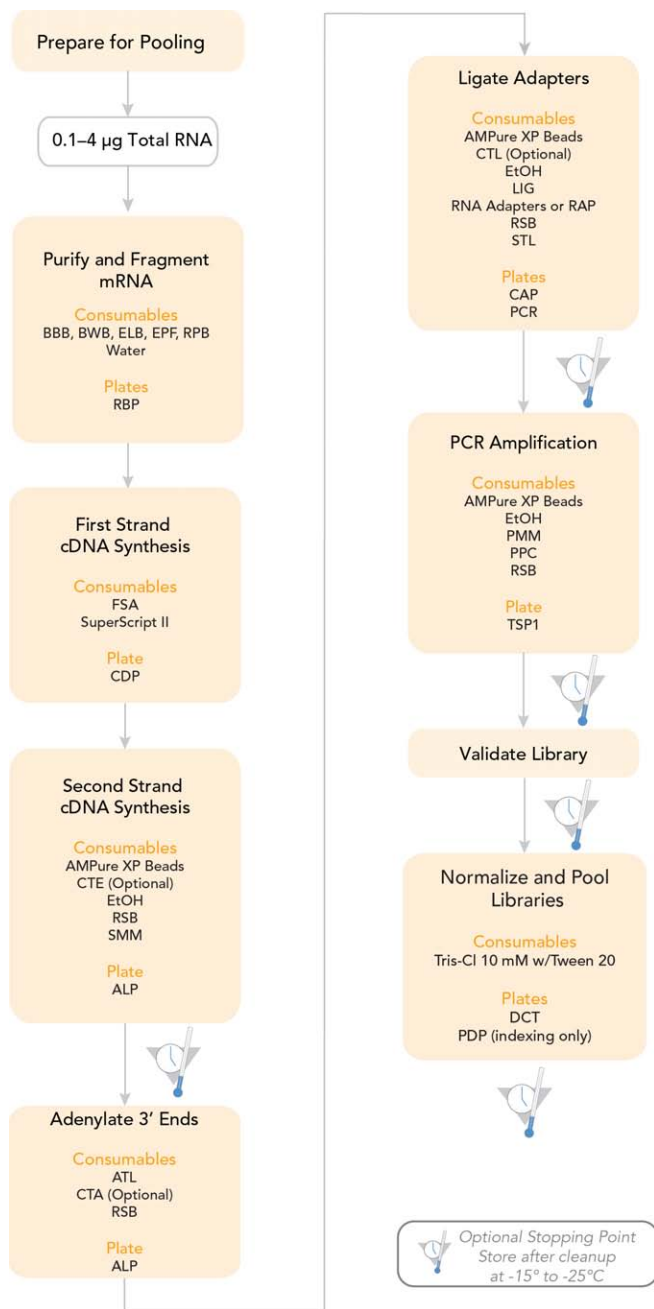 Prepare for Pooling
0.1–4 µg Total RNA
Purify and Fragment
mRNA
Consumables
BBB, BWB, ELB, EPF, RPB
Water
Plates
RBP
First Strand
cDNA Synthesis
Consumables
FSA
SuperScript II
Plate
CDP
Second Strand
cDNA Synthesis
Consumables
AMPure XP Beads
CTE (Optional)
EtOH
RSB
SMM
Plate
ALP
Adenylate 3’ Ends
Consumables
ATL
CTA (Optional)
RSB
Plate
ALP
Ligate Adapters
Consumables
AMPure XP Beads
CTL (Optional)
EtOH
LIG
RNA Adapters or RAP
RSB
STL
Plates
CAP
PCR
PCR Amplification
Consumables
AMPure XP Beads
EtOH
PMM
PPC
RSB
Plate
TSP1
Validate Library
Normalize and Pool
Libraries
Consumables
Tris-Cl 10 mM w/Tween 20
Plates
DCT
PDP (indexing only)
Optional Stopping Point
Store after cleanup
at -15° to -25°C